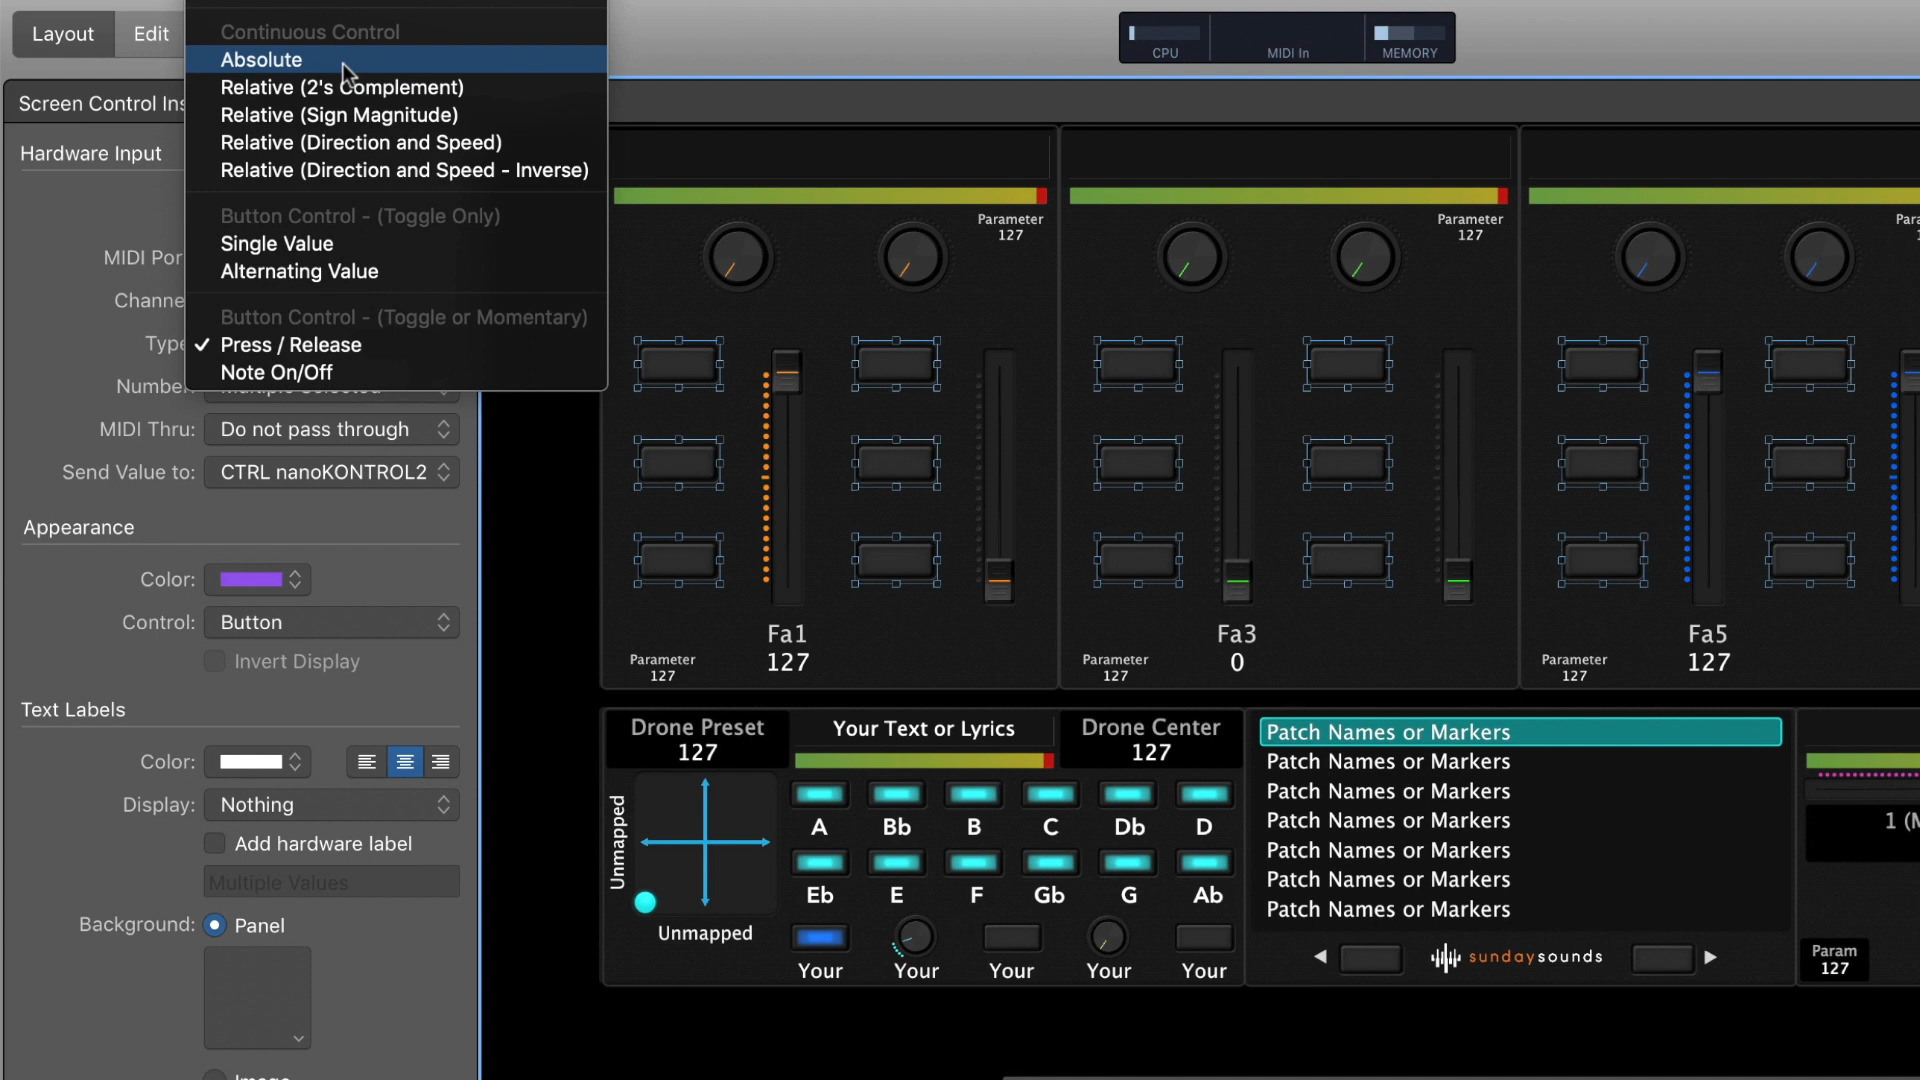 Layout
Edit
CPU
MIDI In
MEMORY
Continuous Control
Absolute
Relative (2's Complement)
Relative (Sign Magnitude)
Relative (Direction and Speed)
Relative (Direction and Speed - Inverse)
Button Control - (Toggle Only)
Single Value
Alternating Value
Button Control - (Toggle or Momentary)
✓ Press / Release
Note On/Off
Screen Control Ins
Hardware Input
MIDI Por
Channe
Type
Number
Multiple Selected
MIDI Thru: Do not pass through
Send Value to: CTRL nanoKONTROL2
Appearance
Color:
Control: Button
Invert Display
Text Labels
Color:
Display: Nothing
Add hardware label
Multiple Values
Background: Panel
Image
Parameter
127
Parameter
127
Para
Fa1
127
Parameter
127
Fa3
0
Parameter
127
Fa5
127
Parameter
127
Drone Preset
127
Your Text or Lyrics
Drone Center
127
Unmapped
A Bb B C Db D
Eb E F Gb G Ab
Unmapped
Your Your Your Your Your
Patch Names or Markers
Patch Names or Markers
Patch Names or Markers
Patch Names or Markers
Patch Names or Markers
Patch Names or Markers
Patch Names or Markers
sundaysounds
1 (M
Param
127